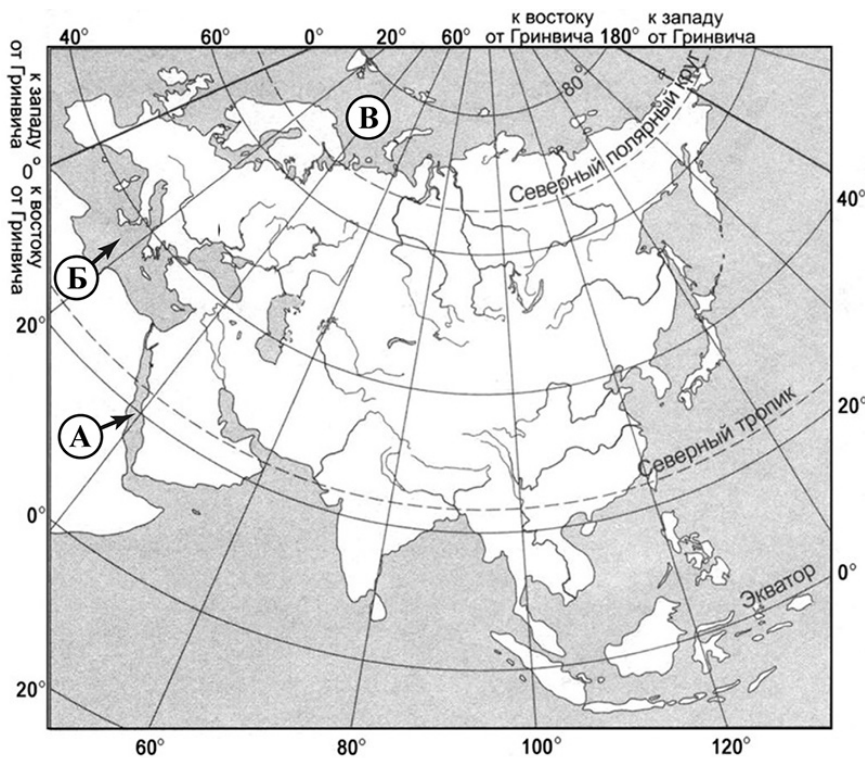 к востоку
от Гринвича
к западу
от Гринвича
40°
60°
0°
20°
60°
180°
к западу
от Гринвича
0°
к востоку
от Гринвича
В
80°
Северный полярный круг
40°
Б
20°
А
Северный тропик
20°
0°
Экватор
0°
20°
60°
80°
100°
120°